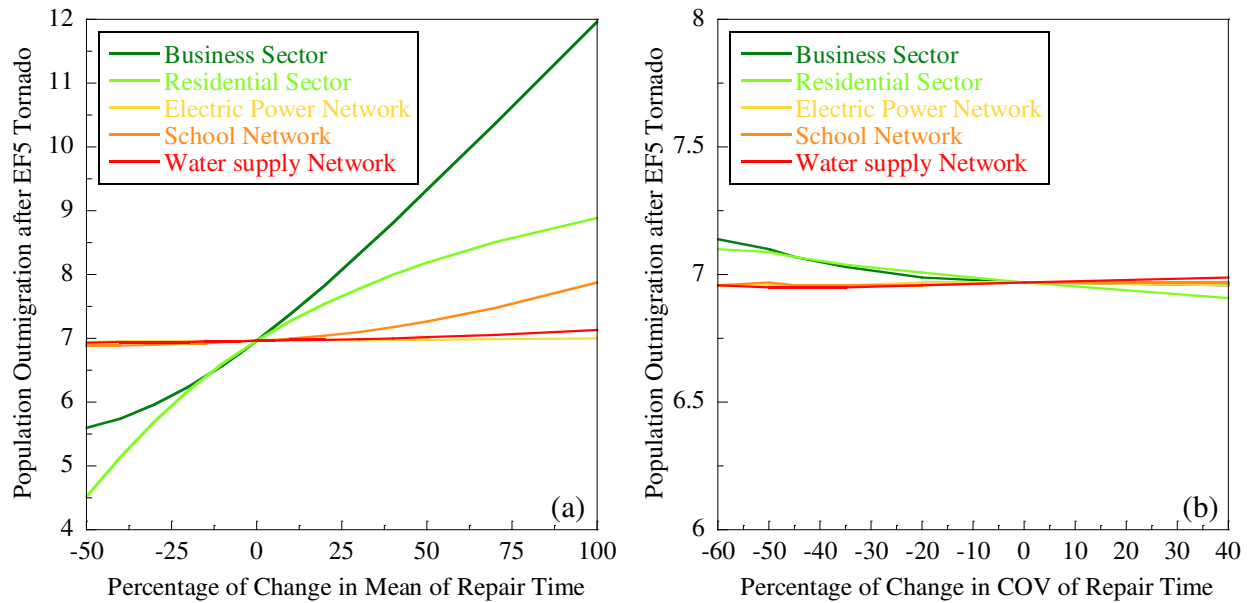 Population Outmigration after EF5 Tornado
12
11
10
9
8
7
6
5
4
Business Sector
Residential Sector
Electric Power Network
School Network
Water supply Network
(a)
-50 -25 0 25 50 75 100
Percentage of Change in Mean of Repair Time
Population Outmigration after EF5 Tornado
8
7.5
7
6.5
6
Business Sector
Residential Sector
Electric Power Network
School Network
Water supply Network
(b)
-60 -50 -40 -30 -20 -10 0 10 20 30 40
Percentage of Change in COV of Repair Time